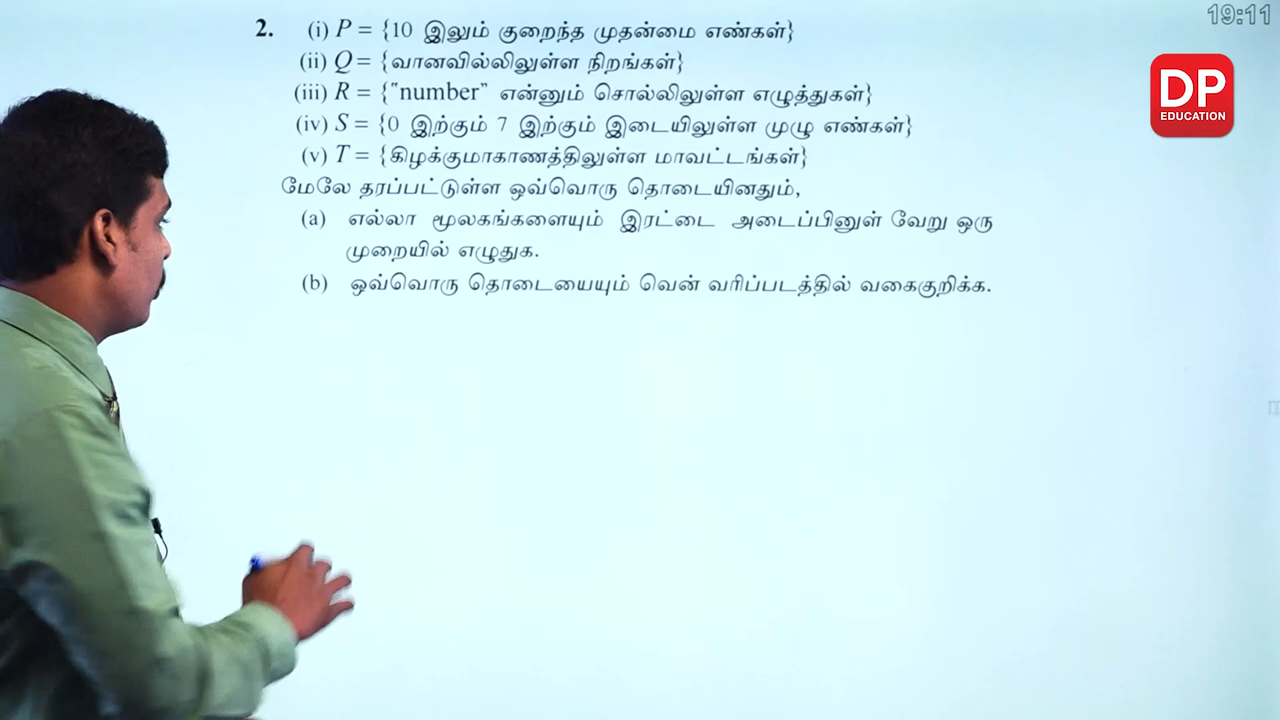 19:11
DP
EDUCATION
2. (i) P = {10 இலும் குறைந்த முதன்மை எண்கள்}
(ii) Q = {வானவில்லிலுள்ள நிறங்கள்}
(iii) R = {"number" என்னும் சொல்லிலுள்ள எழுத்துகள்}
(iv) S = {0 இற்கும் 7 இற்கும் இடையிலுள்ள முழு எண்கள்}
(v) T = {கிழக்குமாகாணத்திலுள்ள மாவட்டங்கள்}
மேலே தரப்பட்டுள்ள ஒவ்வொரு தொடையினதும்,
(a) எல்லா மூலகங்களையும் இரட்டை அடைப்பினுள் வேறு ஒரு
முறையில் எழுதுக.
(b) ஒவ்வொரு தொடையையும் வென் வரிப்படத்தில் வகைகுறிக்க.